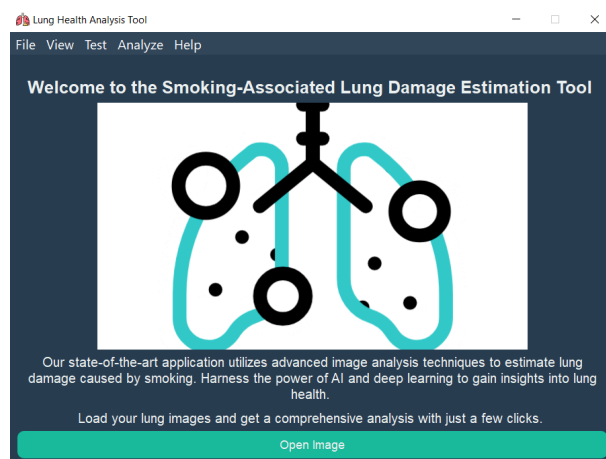 Lung Health Analysis Tool
File View Test Analyze Help
Welcome to the Smoking-Associated Lung Damage Estimation Tool
Our state-of-the-art application utilizes advanced image analysis techniques to estimate lung
damage caused by smoking. Harness the power of AI and deep learning to gain insights into lung
health.
Load your lung images and get a comprehensive analysis with just a few clicks.
Open Image